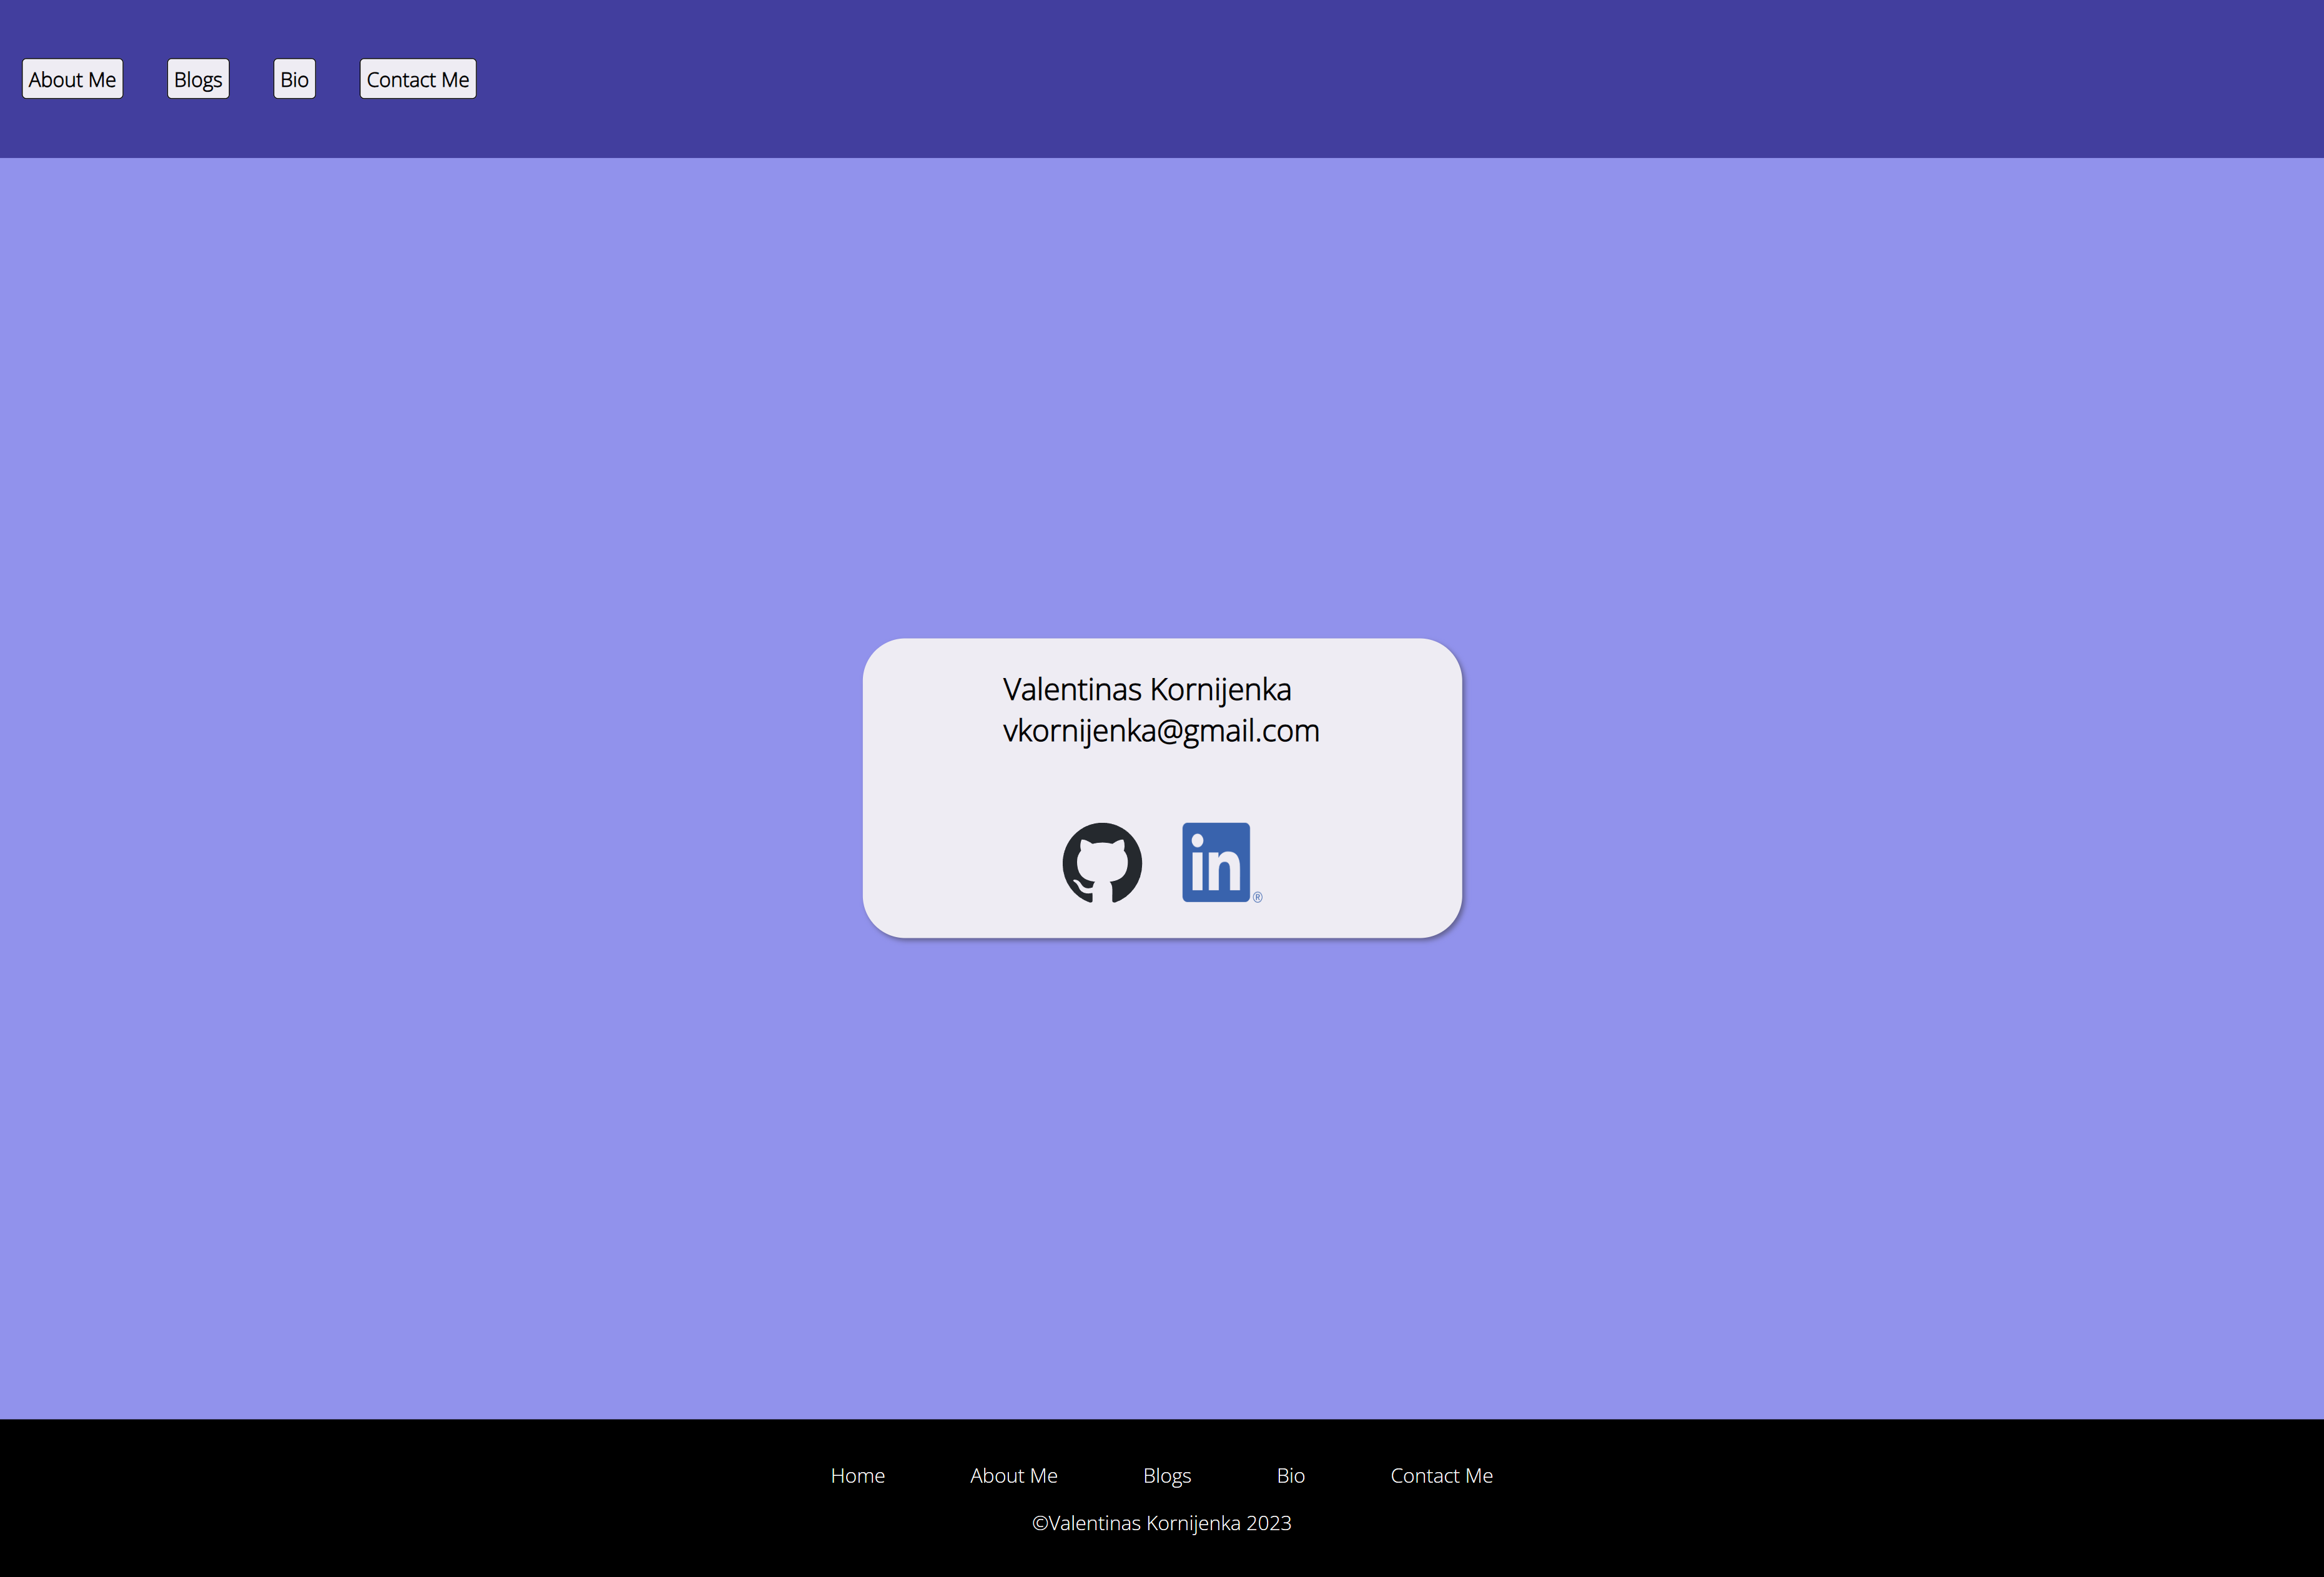 About Me Blogs Bio Contact Me
Valentinas Kornijenka
vkornijenka@gmail.com
in®
Home About Me Blogs Bio Contact Me
©Valentinas Kornijenka 2023